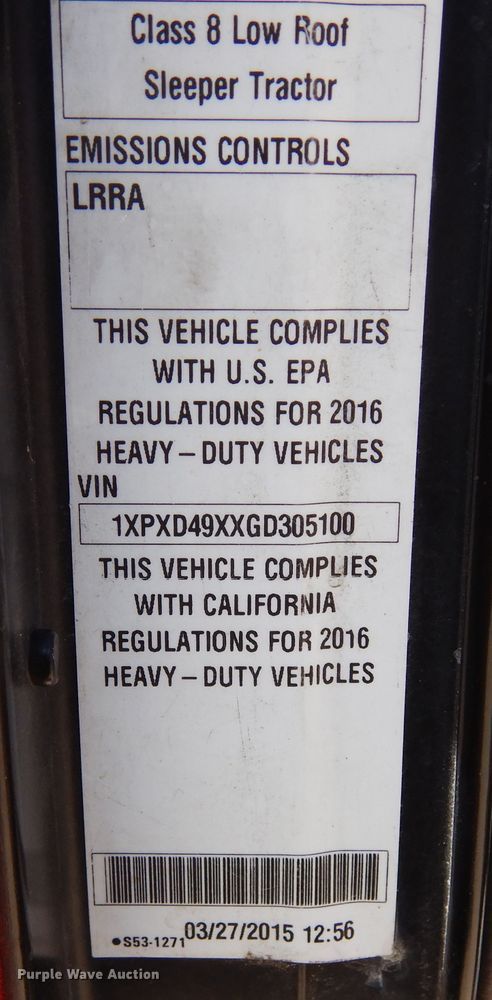 Class 8 Low Roof
Sleeper Tractor
EMISSIONS CONTROLS
LRRA
THIS VEHICLE COMPLIES
WITH U.S. EPA
REGULATIONS FOR 2016
HEAVY – DUTY VEHICLES
VIN
1XPXD49XXGD305100
THIS VEHICLE COMPLIES
WITH CALIFORNIA
REGULATIONS FOR 2016
HEAVY – DUTY VEHICLES
●S53-1271 03/27/2015 12:56
Purple Wave Auction